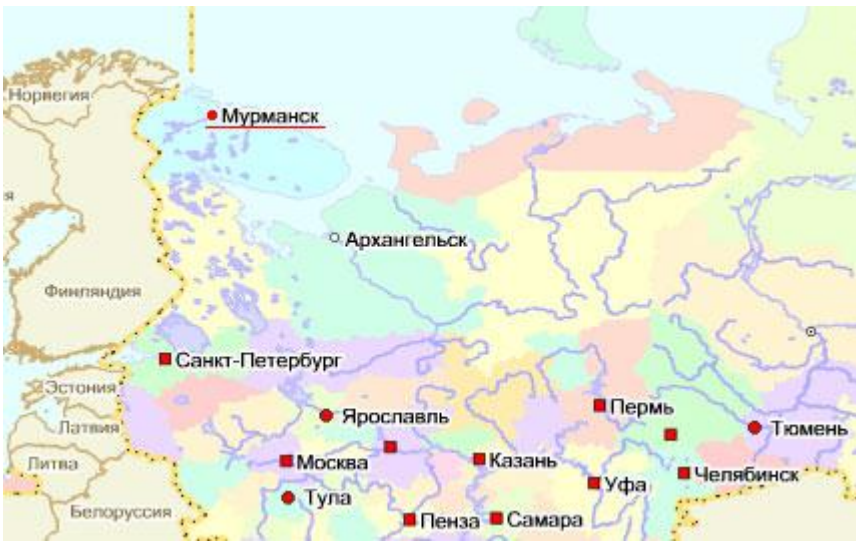 Норвегия
Мурманск
я
Архангельск
Финляндия
Санкт-Петербург
Эстония
Ярославль
Пермь
Латвия
Тюмень
Литва
Москва
Казань
Челябинск
Уфа
Тула
Белоруссия
Пенза
Самара